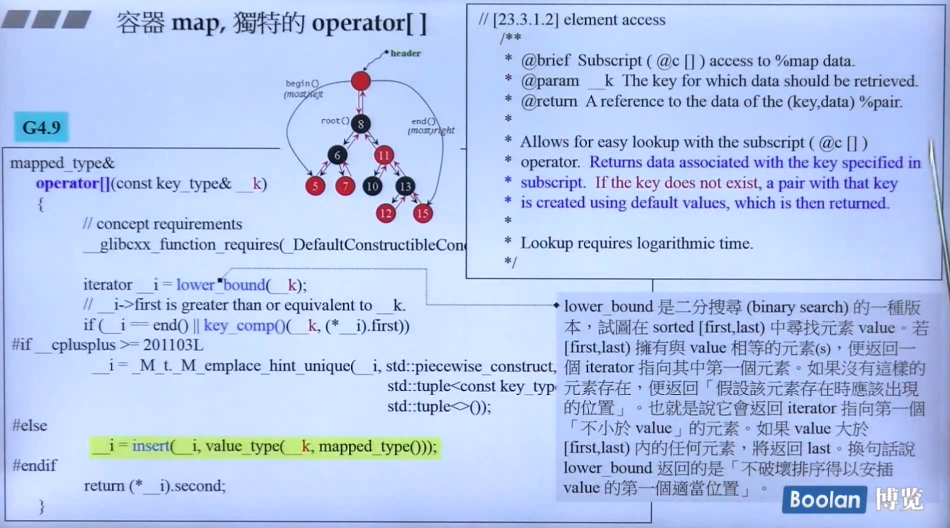 容器 map, 獨特的 operator[ ]
header
begin()
(most)left
root()
end()
(most)right
8
6
11
5
7
10
13
12
15
G4.9
mapped_type&
operator[](const key_type& __k)
{
// concept requirements
__glibcxx_function_requires(_DefaultConstructibleCon
iterator __i = lower_bound(__k);
// __i->first is greater than or equivalent to __k.
if (__i == end() || key_comp()(__k, (*__i).first))
#if __cplusplus >= 201103L
__i = _M_t._M_emplace_hint_unique(__i, std::piecewise_construct,
std::tuple<const key_typ
std::tuple<>());
#else
__i = insert(__i, value_type(__k, mapped_type()));
#endif
return (*__i).second;
}
// [23.3.1.2] element access
/**
* @brief Subscript ( @c [] ) access to %map data.
* @param __k The key for which data should be retrieved.
* @return A reference to the data of the (key,data) %pair.
*
* Allows for easy lookup with the subscript ( @c [] )
* operator. Returns data associated with the key specified in
* subscript. If the key does not exist, a pair with that key
* is created using default values, which is then returned.
*
* Lookup requires logarithmic time.
*/
lower_bound 是二分搜尋 (binary search) 的一種版
本，試圖在 sorted [first,last) 中尋找元素 value。若
[first,last) 擁有與 value 相等的元素(s)，便返回一
個 iterator 指向其中第一個元素。如果沒有這樣的
元素存在，便返回「假設該元素存在時應該出現
的位置」。也就是說它會返回 iterator 指向第一個
「不小於 value」的元素。如果 value 大於
[first,last) 內的任何元素，將返回 last。換句話說
lower_bound 返回的是「不破壞排序得以安插
value 的第一個適當位置」。
Boolan 博览